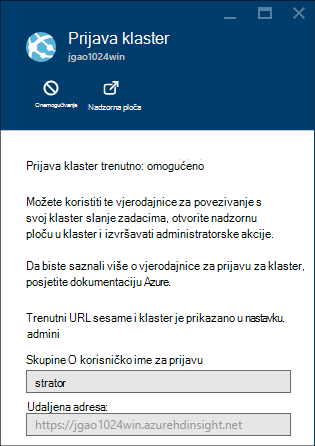 Prijava klaster
jgao1024win
Onemogućivanje
Nadzorna ploča
Prijava klaster trenutno: omogućeno
Možete koristiti te vjerodajnice za povezivanje s
svoj klaster slanje zadacima, otvorite nadzornu
ploču u klaster i izvršavati administratorske akcije.
Da biste saznali više o vjerodajnice za prijavu za klaster,
posjetite dokumentaciju Azure.
Trenutni URL sesame i klaster je prikazano u nastavku.
admini
Skupine O korisničko ime za prijavu
strator
Udaljena adresa:
https://jgao1024win.azurehdinsight.net